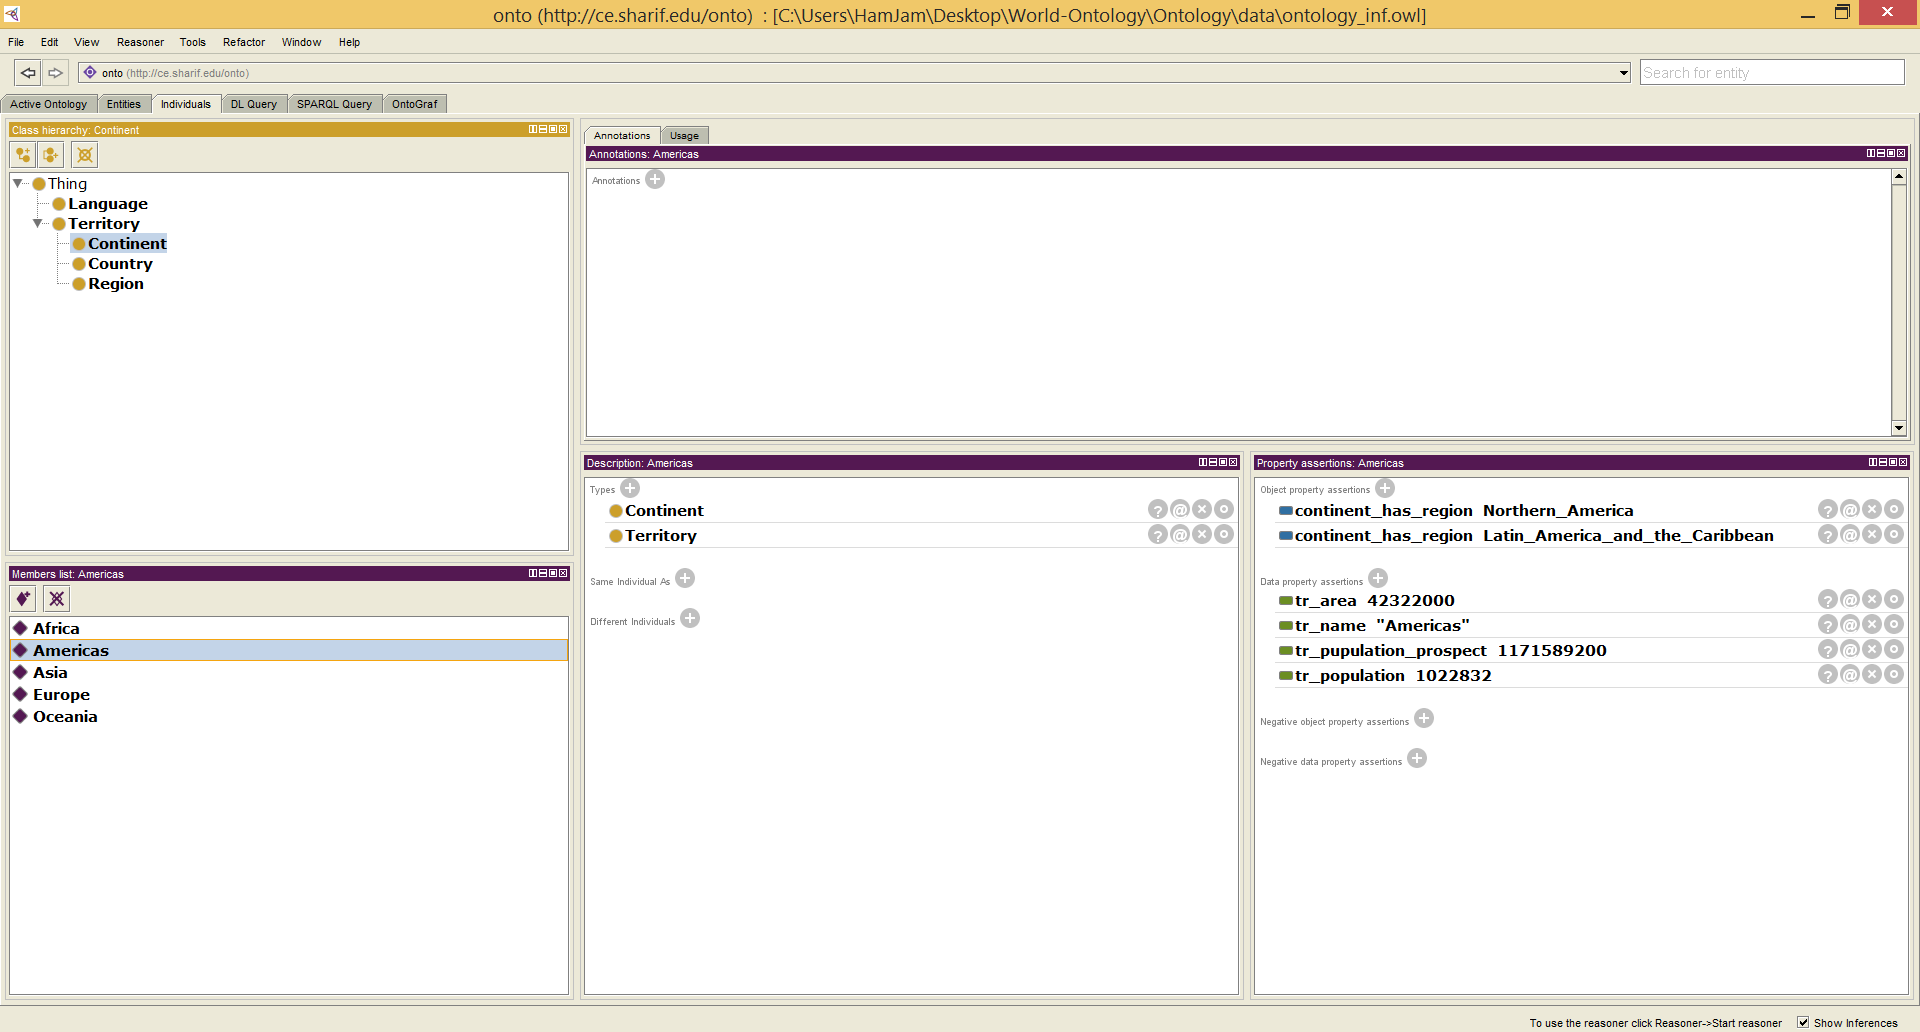 onto (http://ce.sharif.edu/onto)  : [C:\Users\HamJam\Desktop\World-Ontology\Ontology\data\ontology_inf.owl]
File Edit View Reasoner Tools Refactor Window Help
onto (http://ce.sharif.edu/onto)
Search for entity
Active Ontology Entities Individuals DL Query SPARQL Query OntoGraf
Class hierarchy: Continent
Thing
Language
Territory
Continent
Country
Region
Members list: Americas
Africa
Americas
Asia
Europe
Oceania
Annotations Usage
Annotations: Americas
Annotations
Description: Americas
Types
Continent
Territory
Same Individual As
Different Individuals
Property assertions: Americas
Object property assertions
continent_has_region  Northern_America
continent_has_region  Latin_America_and_the_Caribbean
Data property assertions
tr_area  42322000
tr_name  "Americas"
tr_pupulation_prospect  1171589200
tr_population  1022832
Negative object property assertions
Negative data property assertions
To use the reasoner click Reasoner->Start reasoner Show Inferences